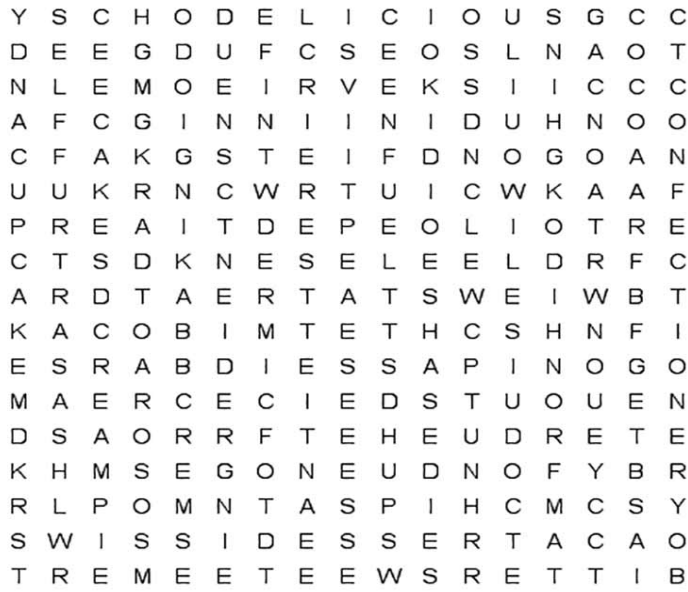 Y S C H O D E L I C I O U S G C C
D E E G D U F C S E O S L N A O T
N L E M O E I R V E K S I I C C C
A F C G I N N I I N I D U H N O O
C F A K G S T E I F D N O G O A N
U U K R N C W R T U I C W K A A F
P R E A I T D E P E O L I O T R E
C T S D K N E S E L E E L D R F C
A R D T A E R T A T S W E I W B T
K A C O B I M T E T H C S H N F I
E S R A B D I E S S A P I N O G O
M A E R C E C I E D S T U O U E N
D S A O R R F T E H E U D R E T E
K H M S E G O N E U D N O F Y B R
R L P O M N T A S P I H C M C S Y
S W I S S I D E S S E R T A C A O
T R E M E E T E E W S R E T T I B